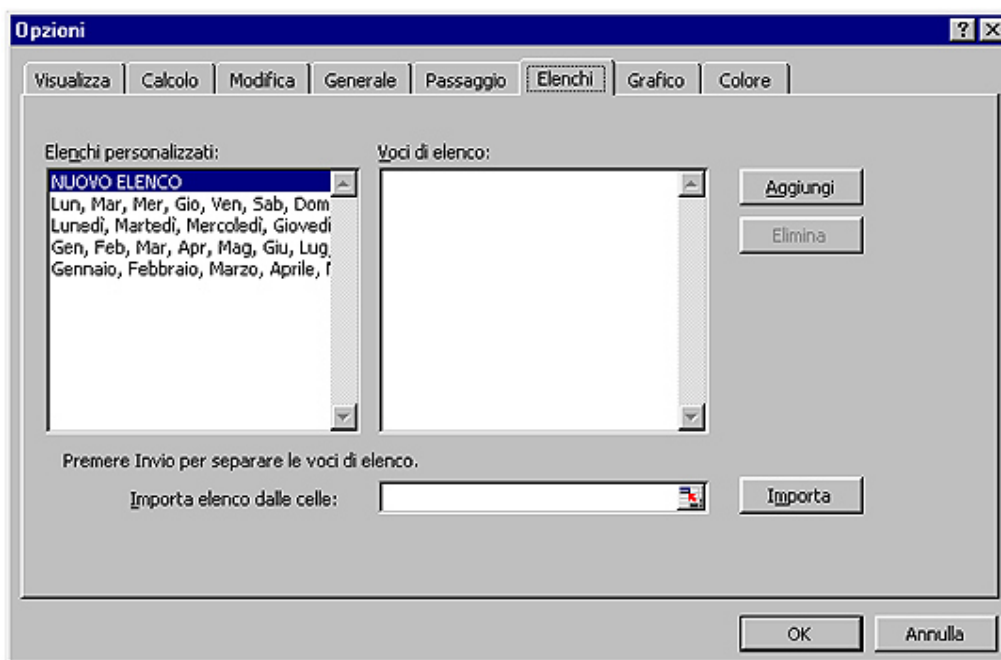 Opzioni
Visualizza Calcolo Modifica Generale Passaggio Elenchi Grafico Colore
Elenchi personalizzati: Voci di elenco:
NUOVO ELENCO
Aggiungi
Lun, Mar, Mer, Gio, Ven, Sab, Dom
Lunedì, Martedì, Mercoledì, Giovedì
Elimina
Gen, Feb, Mar, Apr, Mag, Giu, Lug,
Gennaio, Febbraio, Marzo, Aprile,
Premere Invio per separare le voci di elenco.
Importa elenco dalle celle: Importa
OK Annulla